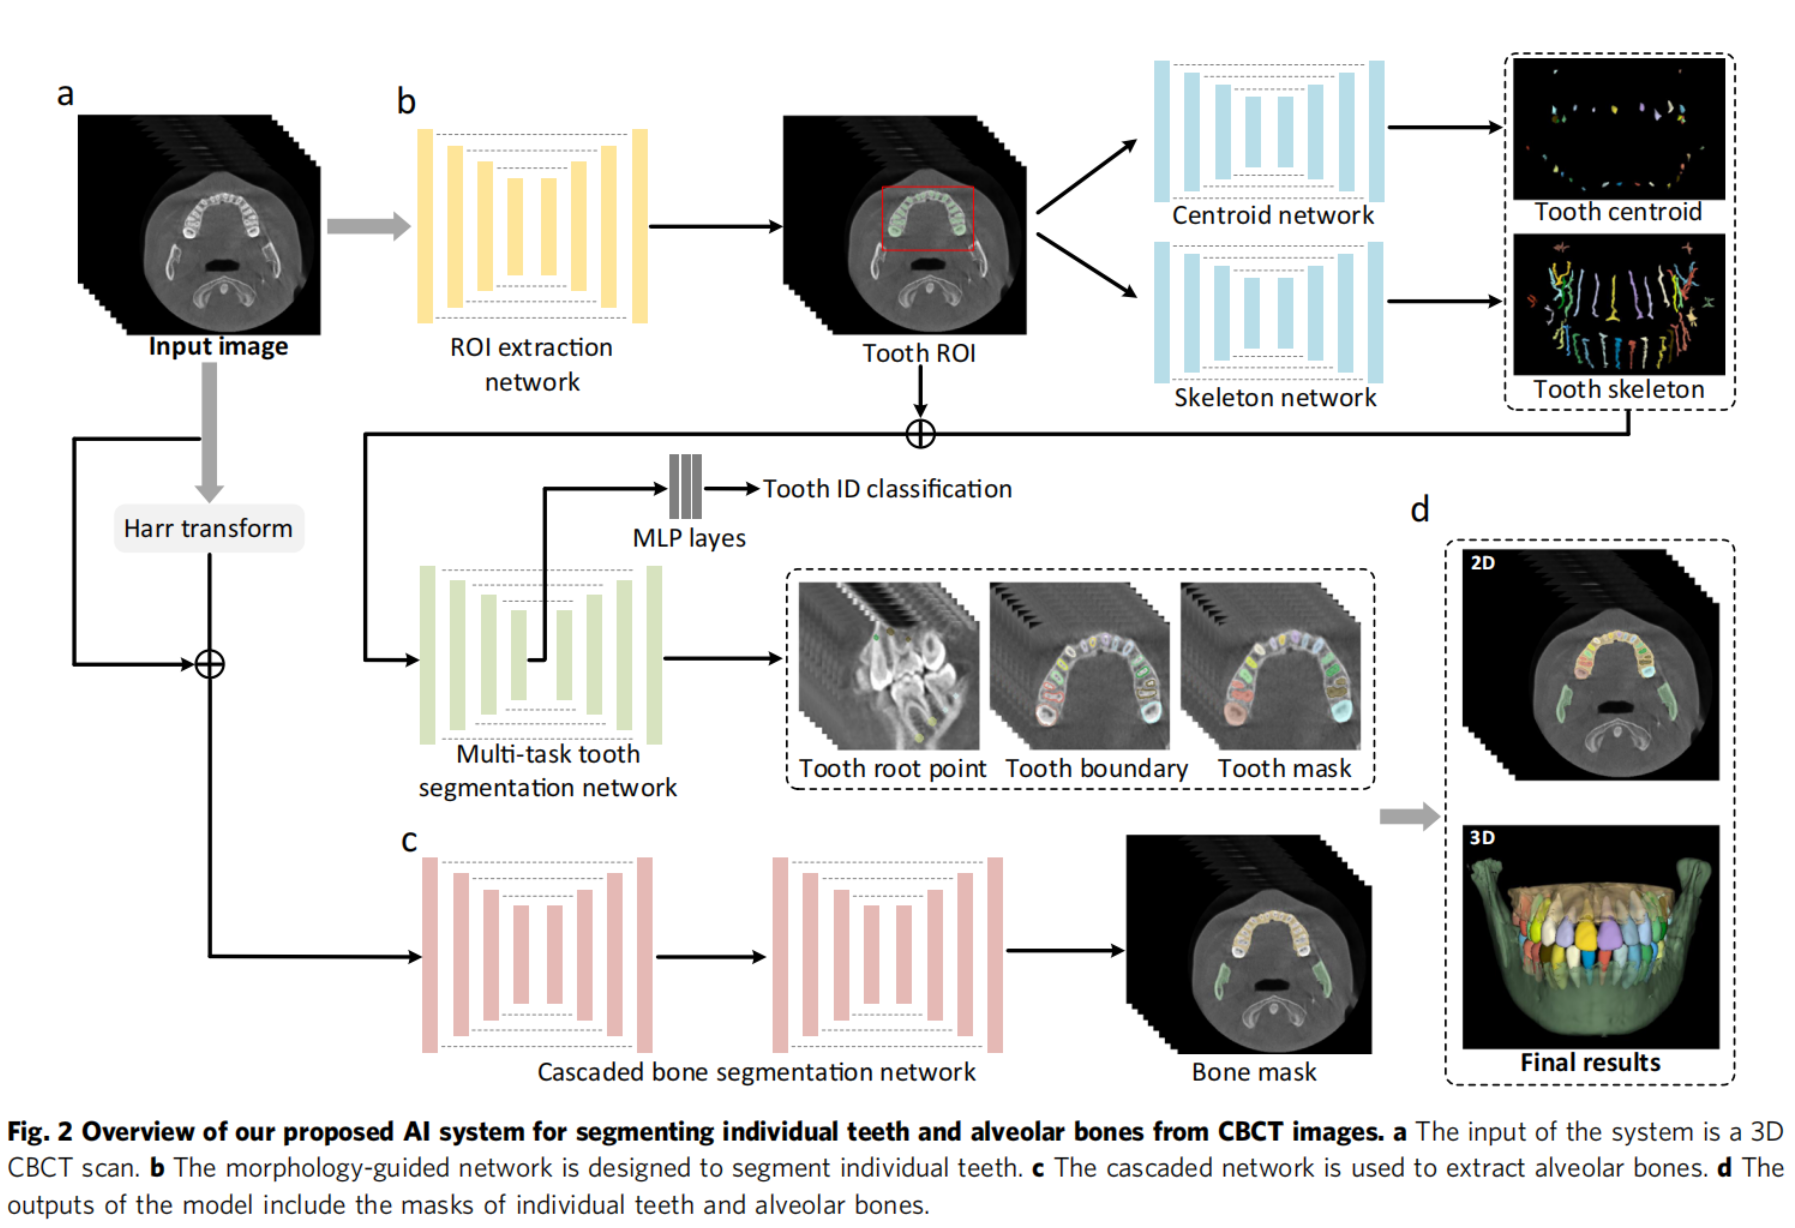 a
Input image
b
ROI extraction
network
Tooth ROI
Centroid network
Skeleton network
Tooth centroid
Tooth skeleton
Harr transform
MLP layes
Tooth ID classification
Multi-task tooth
segmentation network
Tooth root point
Tooth boundary
Tooth mask
c
Cascaded bone segmentation network
Bone mask
d
2D
3D
Final results
Fig. 2 Overview of our proposed AI system for segmenting individual teeth and alveolar bones from CBCT images. a The input of the system is a 3D
CBCT scan. b The morphology-guided network is designed to segment individual teeth. c The cascaded network is used to extract alveolar bones. d The
outputs of the model include the masks of individual teeth and alveolar bones.